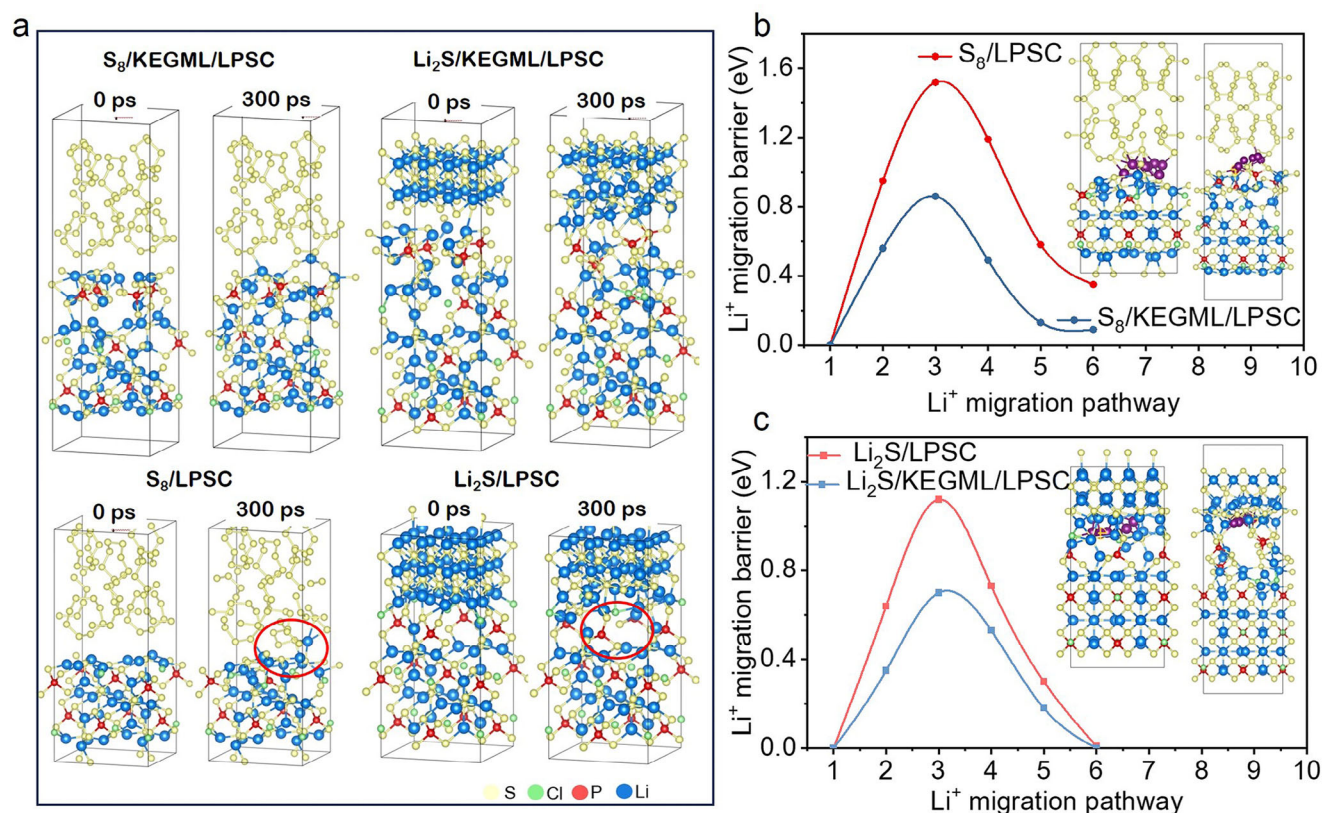 a
S₈/KEGML/LPSC
Li₂S/KEGML/LPSC
0 ps
300 ps
0 ps
300 ps
S₈/LPSC
Li₂S/LPSC
0 ps
300 ps
0 ps
300 ps
S Cl P Li
b
Li⁺ migration barrier (eV)
1.6
1.2
0.8
0.4
0.0
S₈/LPSC
S₈/KEGML/LPSC
1 2 3 4 5 6 7 8 9 10
Li⁺ migration pathway
c
Li⁺ migration barrier (eV)
1.2
0.8
0.4
0.0
Li₂S/LPSC
Li₂S/KEGML/LPSC
1 2 3 4 5 6 7 8 9 10
Li⁺ migration pathway